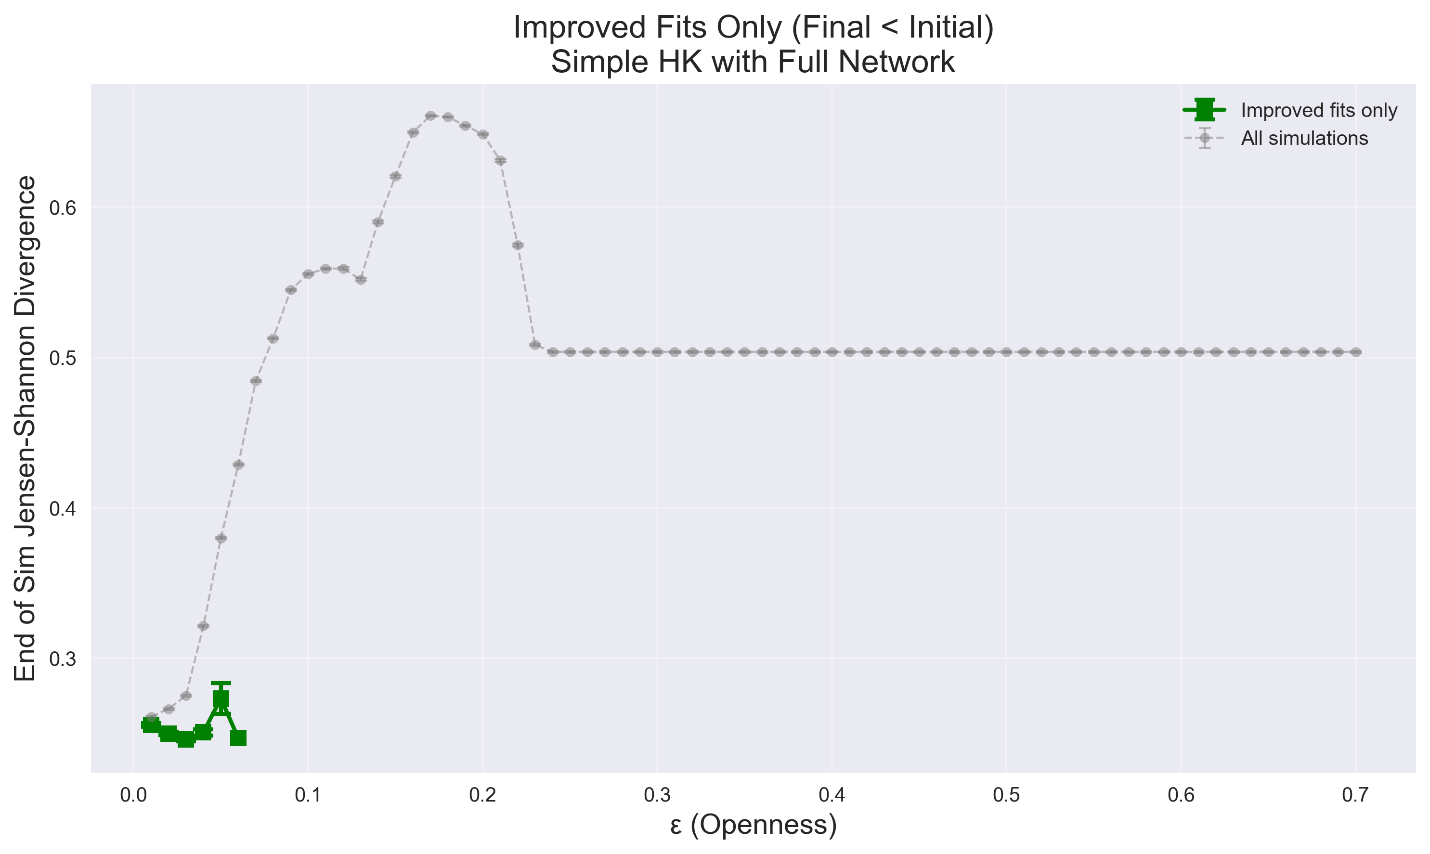 Improved Fits Only (Final < Initial)
Simple HK with Full Network
Improved fits only
All simulations
End of Sim Jensen-Shannon Divergence
0.6
0.5
0.4
0.3
0.0 0.1 0.2 0.3 0.4 0.5 0.6 0.7
ε (Openness)